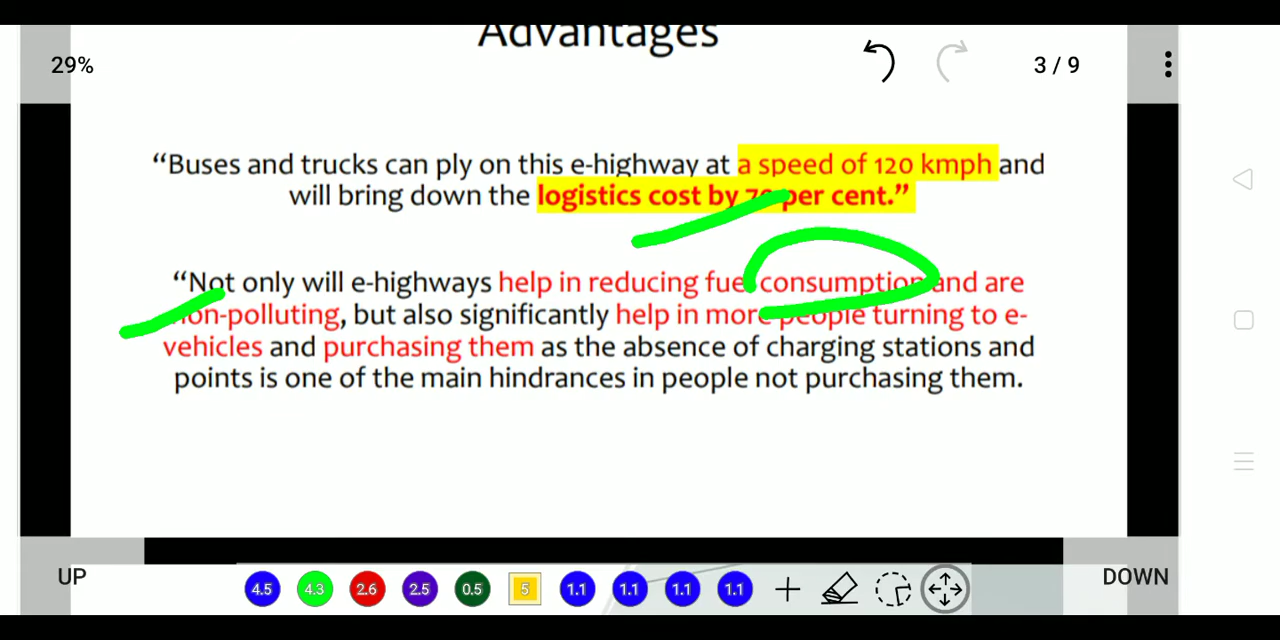 Advantages
29%
3 / 9
“Buses and trucks can ply on this e-highway at a speed of 120 kmph and
will bring down the logistics cost by per cent.”
“Not only will e-highways help in reducing fuel consumption and are
non-polluting, but also significantly help in more people turning to e-
vehicles and purchasing them as the absence of charging stations and
points is one of the main hindrances in people not purchasing them.
UP
4.5 4.3 2.6 2.5 0.5 5 1.1 1.1 1.1 1.1
DOWN